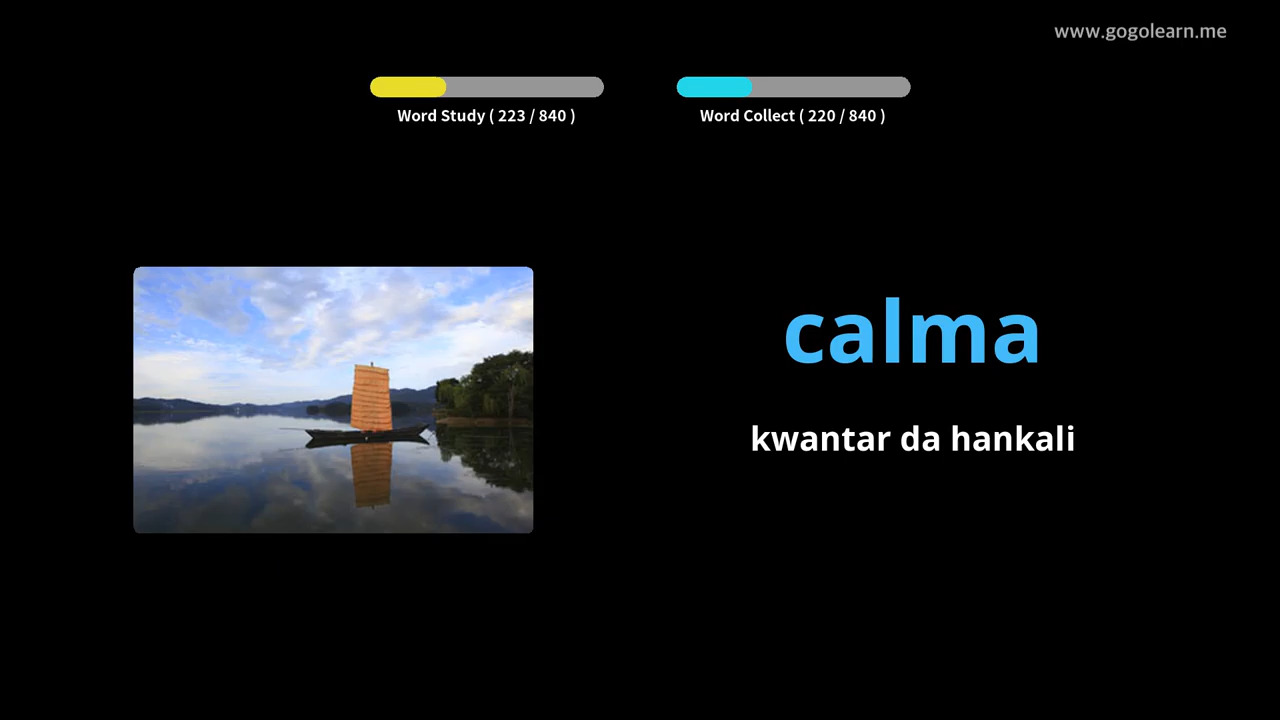 www.gogolearn.me
Word Study ( 223 / 840 )
Word Collect ( 220 / 840 )
calma
kwantar da hankali